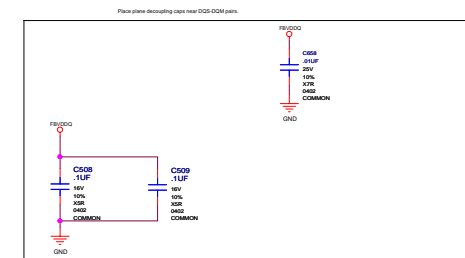 Place plane decoupling caps near DQS-DQM pairs.
FBVDDQ
C658
.01UF
25V
10%
X7R
0402
COMMON
GND
FBVDDQ
C508
.1UF
16V
10%
X5R
0402
COMMON
C509
.1UF
16V
10%
X5R
0402
COMMON
GND